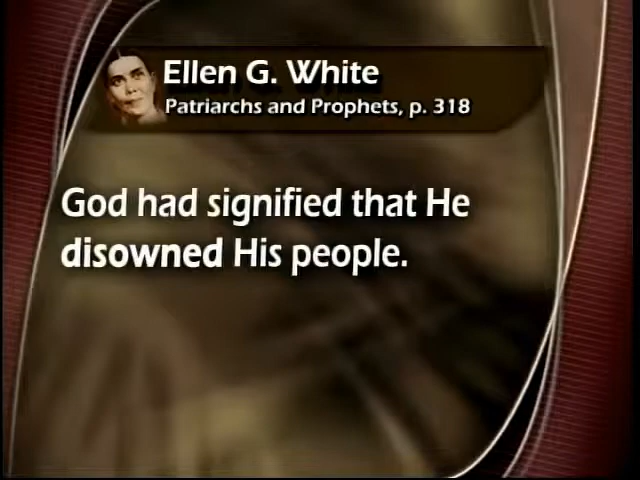 Ellen G. White
Patriarchs and Prophets, p. 318
God had signified that He
disowned His people.